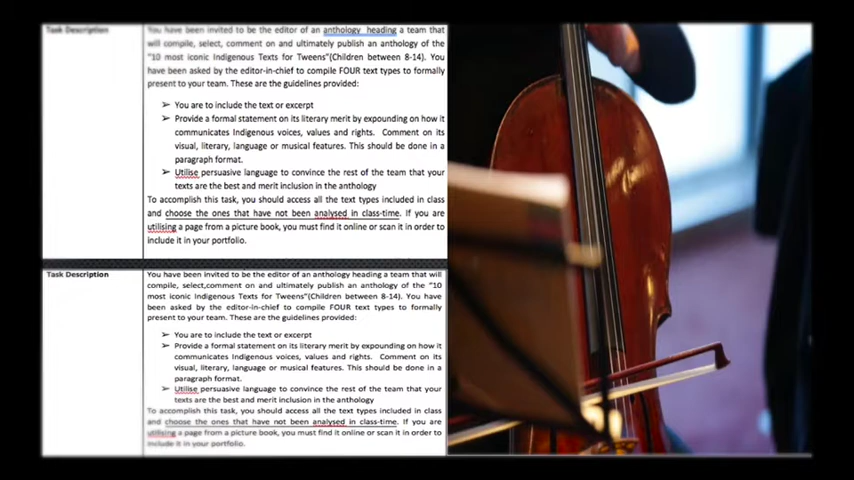 Task Description
You have been invited to be the editor of an anthology heading a team that
will compile, select, comment on and ultimately publish an anthology of the
"10 most iconic Indigenous Texts for Tweens"(Children between 8-14). You
have been asked by the editor-in-chief to compile FOUR text types to formally
present to your team. These are the guidelines provided:
➢ You are to include the text or excerpt
➢ Provide a formal statement on its literary merit by expounding on how it
communicates Indigenous voices, values and rights. Comment on its
visual, literary, language or musical features. This should be done in a
paragraph format.
➢ Utilise persuasive language to convince the rest of the team that your
texts are the best and merit inclusion in the anthology
To accomplish this task, you should access all the text types included in class
and choose the ones that have not been analysed in class-time. If you are
utilising a page from a picture book, you must find it online or scan it in order to
include it in your portfolio.
Task Description
You have been invited to be the editor of an anthology heading a team that will
compile, select,comment on and ultimately publish an anthology of the "10
most iconic Indigenous Texts for Tweens"(Children between 8-14). You have
been asked by the editor-in-chief to compile FOUR text types to formally
present to your team. These are the guidelines provided:
➢ You are to include the text or excerpt
➢ Provide a formal statement on its literary merit by expounding on how it
communicates Indigenous voices, values and rights. Comment on its
visual, literary, language or musical features. This should be done in a
paragraph format.
➢ Utilise persuasive language to convince the rest of the team that your
texts are the best and merit inclusion in the anthology
To accomplish this task, you should access all the text types included in class
and choose the ones that have not been analysed in class-time. If you are
utilising a page from a picture book, you must find it online or scan it in order to
include it in your portfolio.